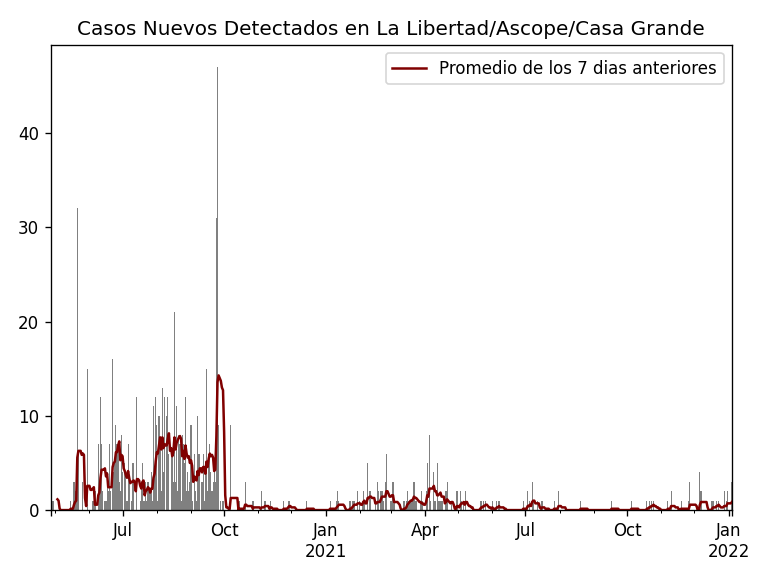 Casos Nuevos Detectados en La Libertad/Ascope/Casa Grande
Promedio de los 7 dias anteriores
40
30
20
10
0
Jul Oct Jan Apr Jul Oct Jan
2021 2022